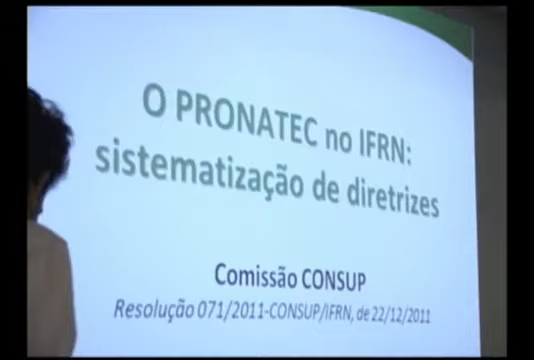 O PRONATEC no IFRN:
sistematização de diretrizes
Comissão CONSUP
Resolução 071/2011-CONSUP/IFRN, de 22/12/2011